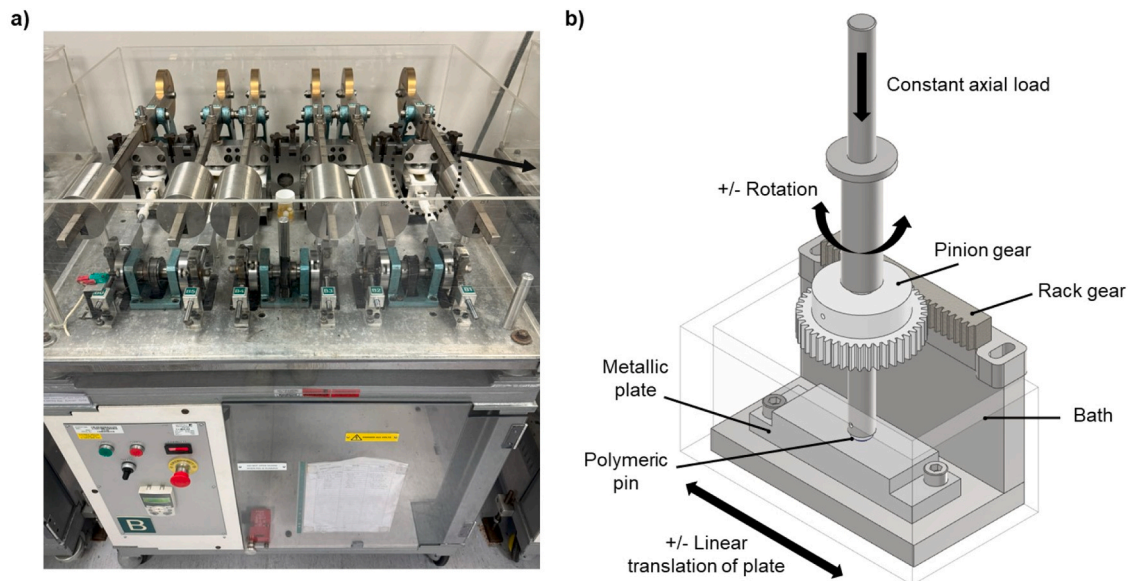 a)
B
b)
Constant axial load
+/- Rotation
Pinion gear
Rack gear
Metallic
plate
Bath
Polymeric
pin
+/- Linear
translation of plate